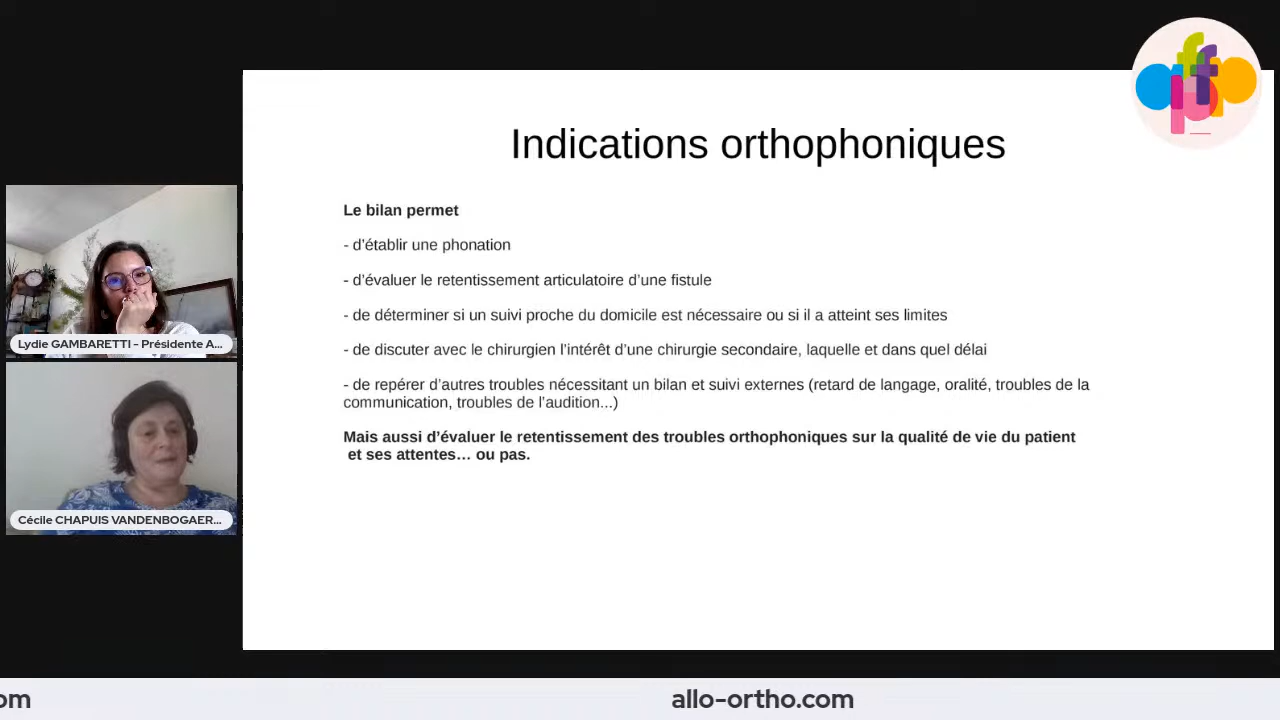 Indications orthophoniques
Le bilan permet
- d’établir une phonation
- d’évaluer le retentissement articulatoire d’une fistule
- de déterminer si un suivi proche du domicile est nécessaire ou si il a atteint ses limites
- de discuter avec le chirurgien l’intérêt d’une chirurgie secondaire, laquelle et dans quel délai
- de repérer d’autres troubles nécessitant un bilan et suivi externes (retard de langage, oralité, troubles de la
communication, troubles de l’audition...)
Mais aussi d’évaluer le retentissement des troubles orthophoniques sur la qualité de vie du patient
et ses attentes… ou pas.
Lydie GAMBARETTI - Présidente A...
Cécile CHAPUIS VANDENBOGAER...
om
allo-ortho.com